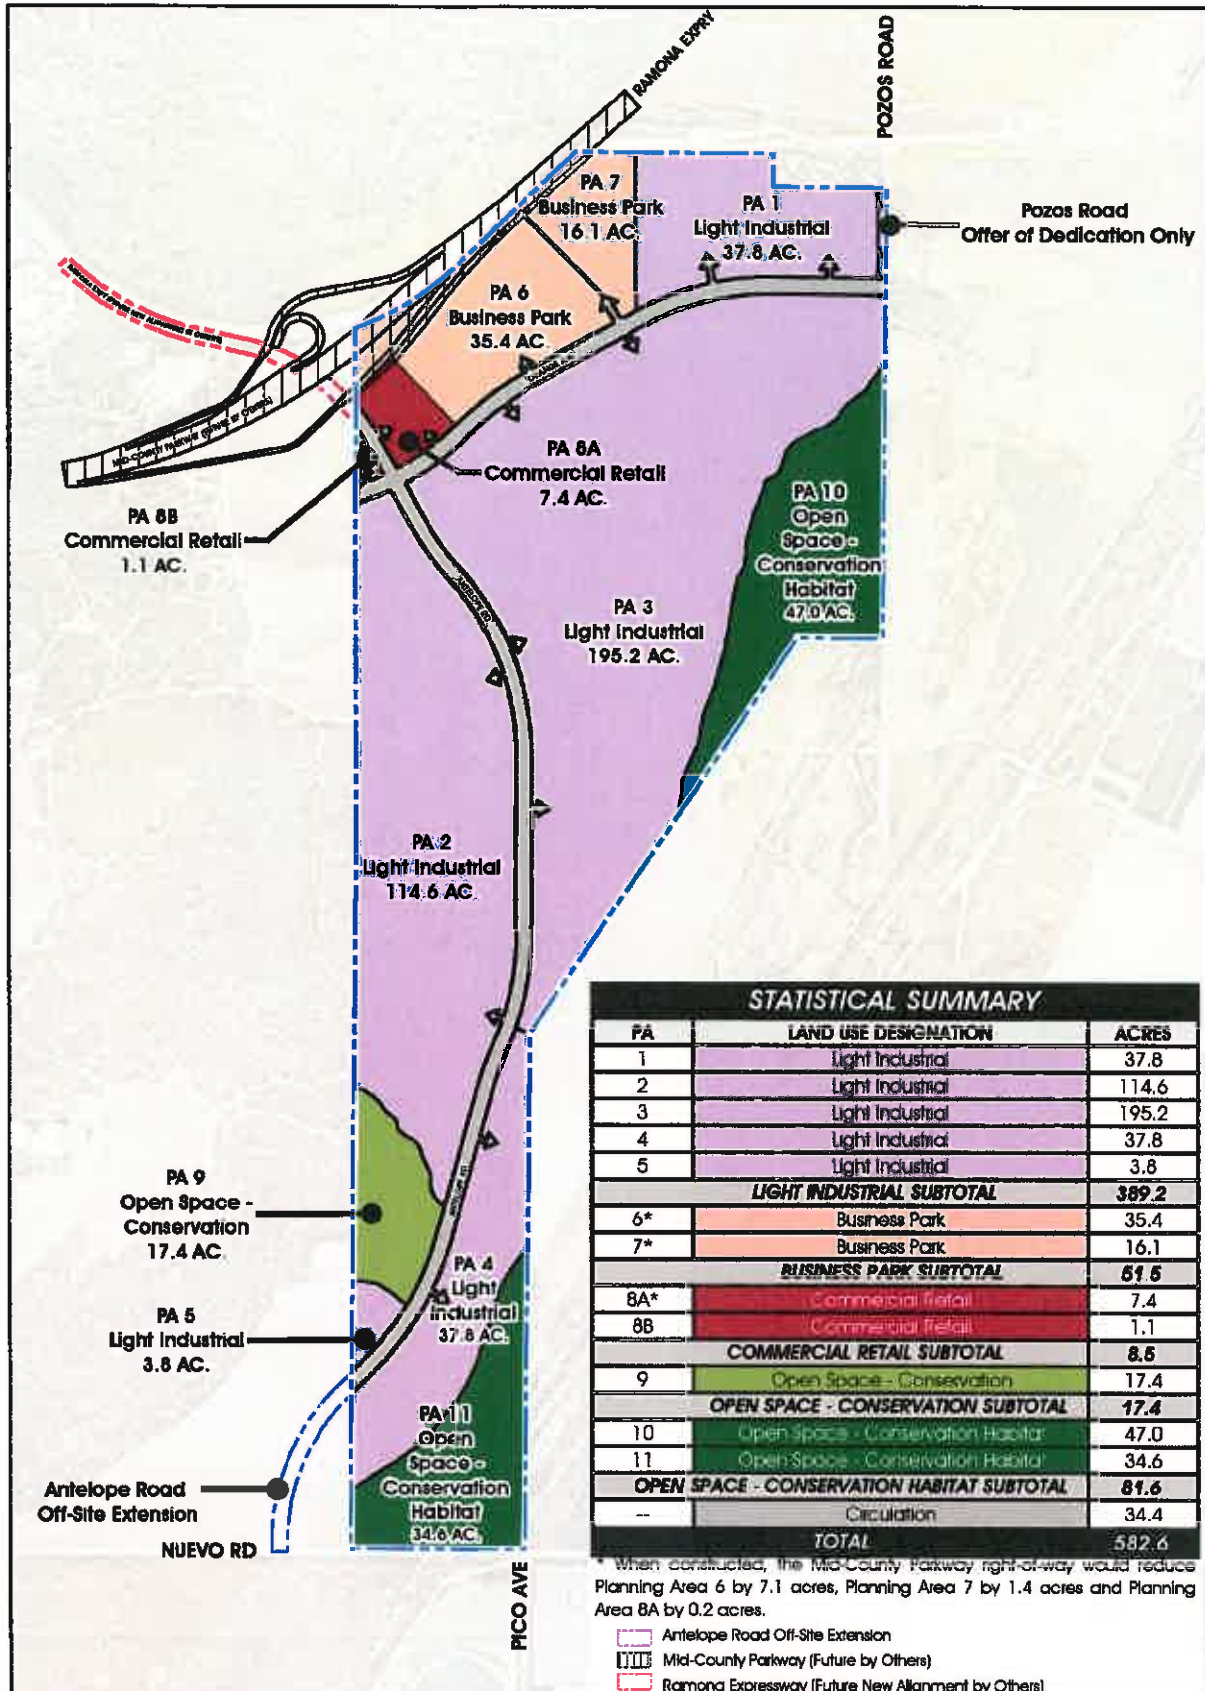 RAMONA EXPRY
POZOS ROAD
PA 7
Business Park
16.1 AC.
PA 1
Light Industrial
37.8 AC.
Pozos Road
Offer of Dedication Only
PA 6
Business Park
35.4 AC.
MID-COUNTY PARKWAY (FUTURE BY OTHERS)
PA 8A
Commercial Retail
7.4 AC.
PA 8B
Commercial Retail
1.1 AC.
PA 10
Open
Space -
Conservation
Habitat
47.0 AC.
ANTELOPE RD.
PA 3
Light Industrial
195.2 AC.
PA 2
Light Industrial
114.6 AC.
PA 9
Open Space -
Conservation
17.4 AC.
ANTELOPE RD.
PA 4
Light
Industrial
37.8 AC.
PA 5
Light Industrial
3.8 AC.
PA 11
Open
Space -
Conservation
Habitat
34.6 AC.
Antelope Road
Off-Site Extension
NUEVO RD
PICO AVE
STATISTICAL SUMMARY
PA LAND USE DESIGNATION ACRES
1 Light Industrial 37.8
2 Light Industrial 114.6
3 Light Industrial 195.2
4 Light Industrial 37.8
5 Light Industrial 3.8
LIGHT INDUSTRIAL SUBTOTAL 389.2
6* Business Park 35.4
7* Business Park 16.1
BUSINESS PARK SUBTOTAL 51.5
8A* Commercial Retail 7.4
8B Commercial Retail 1.1
COMMERCIAL RETAIL SUBTOTAL 8.5
9 Open Space - Conservation 17.4
OPEN SPACE - CONSERVATION SUBTOTAL 17.4
10 Open Space - Conservation Habitat 47.0
11 Open Space - Conservation Habitat 34.6
OPEN SPACE - CONSERVATION HABITAT SUBTOTAL 81.6
-- Circulation 34.4
TOTAL 582.6
* When constructed, the Mid-County Parkway right-of-way would reduce
Planning Area 6 by 7.1 acres, Planning Area 7 by 1.4 acres and Planning
Area 8A by 0.2 acres.
Antelope Road Off-Site Extension
Mid-County Parkway (Future by Others)
Ramona Expressway (Future New Alignment by Others)